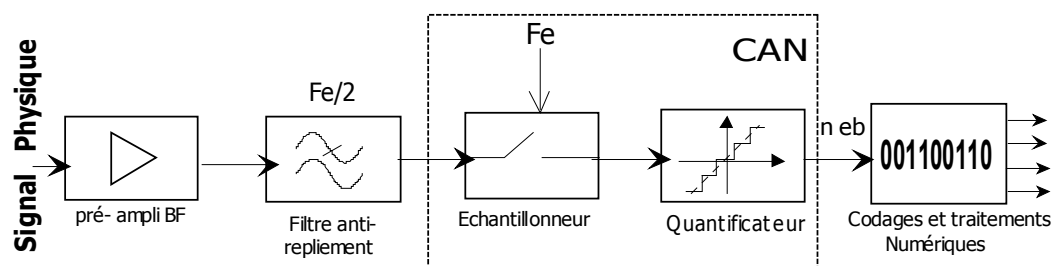 Signal Physique
pré- ampli BF
Fe/2
Filtre anti-
repliement
Fe
CAN
Echantillonneur
Quantificateur
n eb
001100110
Codages et traitements
Numériques